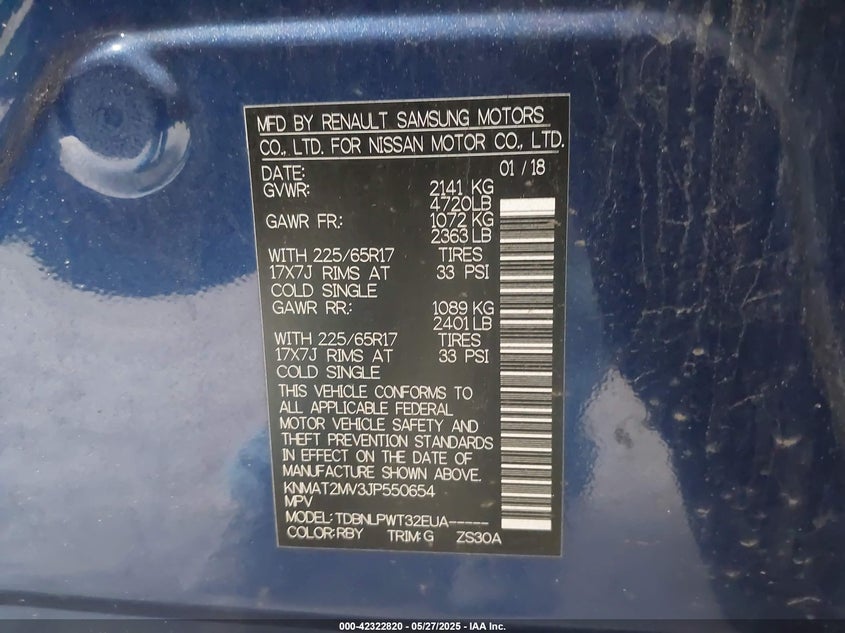 MFD BY RENAULT SAMSUNG MOTORS
CO., LTD. FOR NISSAN MOTOR CO., LTD.
DATE: 01 / 18
GVWR: 2141 KG
4720LB
GAWR FR.: 1072 KG
2363 LB
WITH 225/65R17 TIRES
17X7J RIMS AT 33 PSI
COLD SINGLE
GAWR RR.: 1089 KG
2401 LB
WITH 225/65R17 TIRES
17X7J RIMS AT 33 PSI
COLD SINGLE
THIS VEHICLE CONFORMS TO
ALL APPLICABLE FEDERAL
MOTOR VEHICLE SAFETY AND
THEFT PREVENTION STANDARDS
IN EFFECT ON THE DATE OF
MANUFACTURE SHOWN ABOVE.
KNMAT2MV3JP550654
MPV
MODEL: TDBNLPWT32EUA-----
COLOR:RBY TRIM:G ZS30A
000-42322820 - 05/27/2025 - IAA Inc.